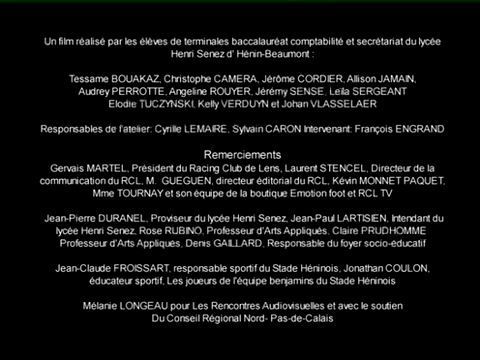 Un film réalisé par les élèves de terminales baccalauréat comptabilité et secrétariat du lycée
Henri Senez d' Hénin-Beaumont :
Tessame BOUAKAZ, Christophe CAMERA, Jérôme CORDIER, Allison JAMAIN,
Audrey PERROTTE, Angeline ROUYER, Jérémy SENSE, Leïla SERGEANT
Elodie TUCZYNSKI, Kelly VERDUYN et Johan VLASSELAER
Responsables de l'atelier: Cyrille LEMAIRE, Sylvain CARON Intervenant: François ENGRAND
Remerciements
Gervais MARTEL, Président du Racing Club de Lens, Laurent STENCEL, Directeur de la
communication du RCL, M. GUEGUEN, directeur éditorial du RCL, Kévin MONNET PAQUET,
Mme TOURNAY et son équipe de la boutique Emotion foot et RCL TV
Jean-Pierre DURANEL, Proviseur du lycée Henri Senez, Jean-Paul LARTISIEN, Intendant du
lycée Henri Senez, Rose RUBINO, Professeur d'Arts Appliqués, Claire PRUDHOMME
Professeur d'Arts Appliqués, Denis GAILLARD, Responsable du foyer socio-éducatif
Jean-Claude FROISSART, responsable sportif du Stade Héninois, Jonathan COULON,
éducateur sportif, Les joueurs de l'équipe benjamins du Stade Héninois
Mélanie LONGEAU pour Les Rencontres Audiovisuelles et avec le soutien
Du Conseil Régional Nord- Pas-de-Calais